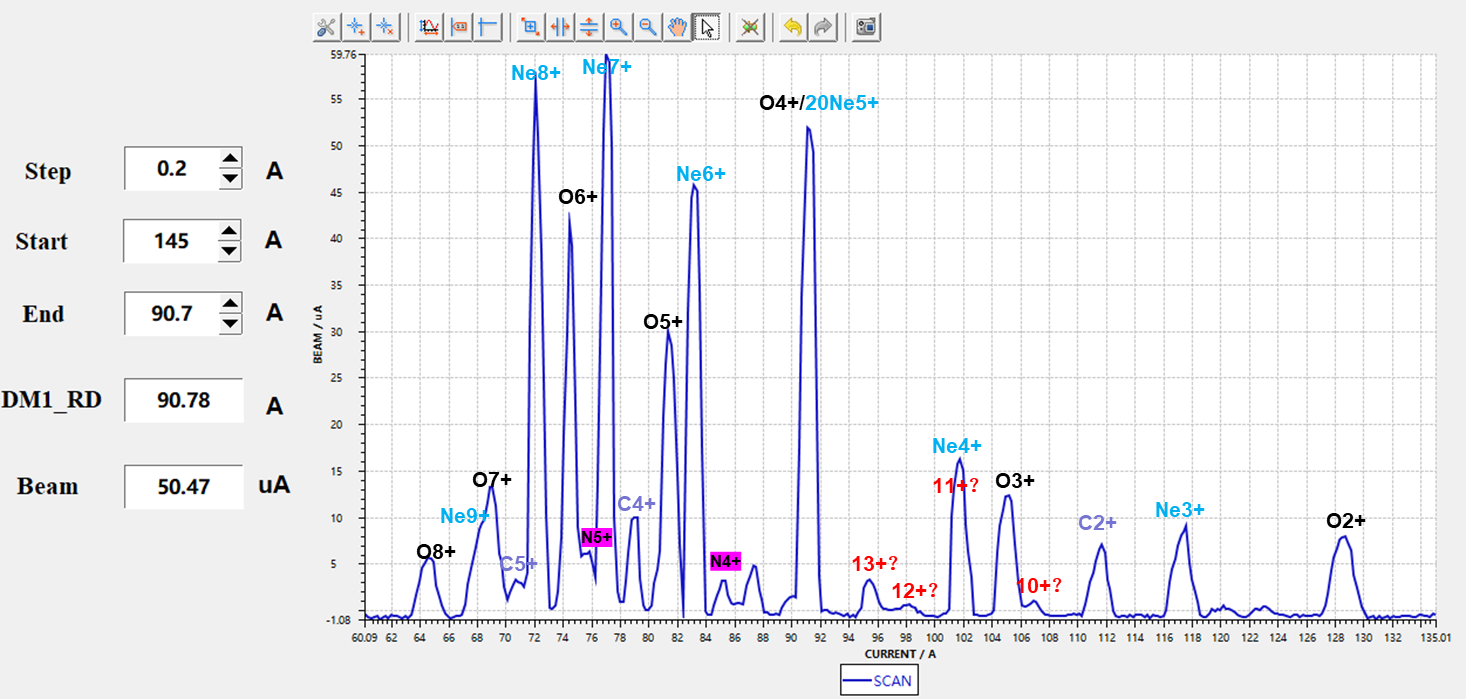 Step 0.2 A
Start 145 A
End 90.7 A
DM1_RD 90.78 A
Beam 50.47 uA
59.76
55
50
45
40
35
30
25
20
15
10
5
-1.08
BEAM / uA
Ne8+
Ne7+
O4+/20Ne5+
Ne6+
O6+
O5+
Ne4+
O7+
11+?
O3+
C4+
Ne9+
Ne3+
O2+
C2+
N5+
O8+
C5+
N4+
13+?
12+?
10+?
60.09 62 64 66 68 70 72 74 76 78 80 82 84 86 88 90 92 94 96 98 100 102 104 106 108 110 112 114 116 118 120 122 124 126 128 130 132 135.01
CURRENT / A
SCAN